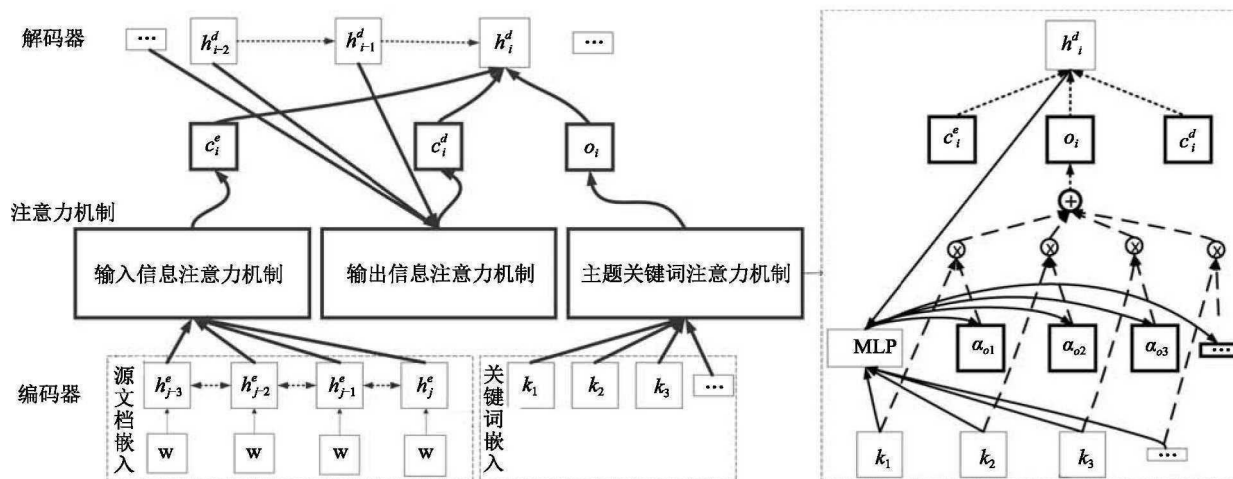 解码器
... h^d_{i-2} h^d_{i-1} h^d_i ...
c^e_i c^d_i o_i
注意力机制
输入信息注意力机制 输出信息注意力机制 主题关键词注意力机制
编码器
源文档嵌入
h^e_{j-3} h^e_{j-2} h^e_{j-1} h^e_j
w w w w
关键词嵌入
k_1 k_2 k_3 ...
h^d_i
c^e_i o_i c^d_i
+
x x x x
MLP α_{o1} α_{o2} α_{o3} ...
k_1 k_2 k_3 ...